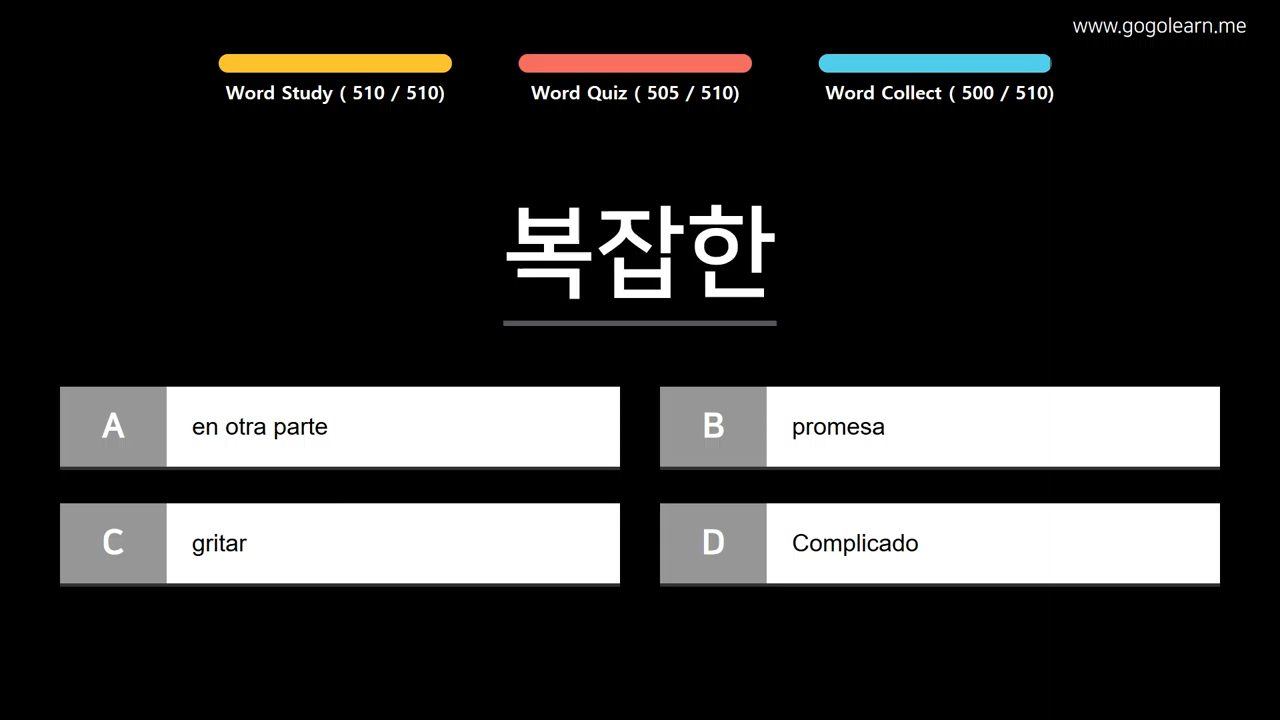 www.gogolearn.me
Word Study ( 510 / 510)
Word Quiz ( 505 / 510)
Word Collect ( 500 / 510)
복잡한
A
en otra parte
B
promesa
C
gritar
D
Complicado